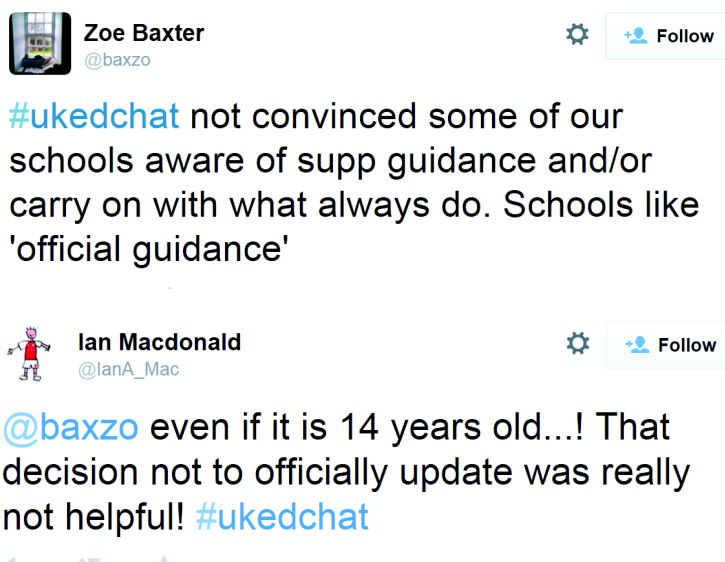 Zoe Baxter
@baxzo
Follow
#ukedchat not convinced some of our
schools aware of supp guidance and/or
carry on with what always do. Schools like
'official guidance'
Ian Macdonald
@IanA_Mac
Follow
@baxzo even if it is 14 years old...! That
decision not to officially update was really
not helpful! #ukedchat